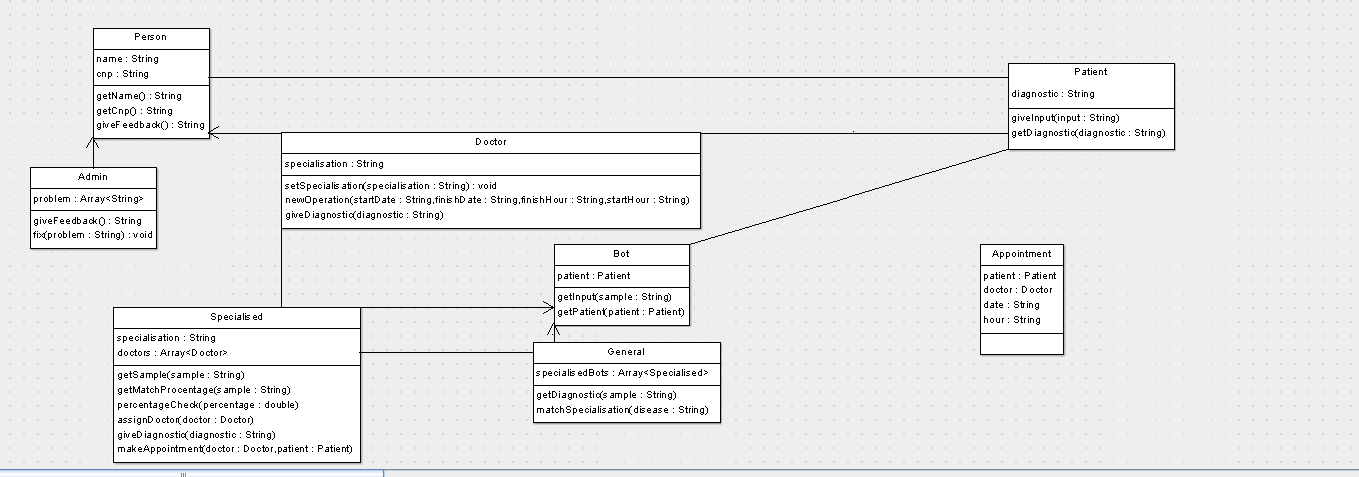 Person
name : String
cnp : String
getName() : String
getCnp() : String
giveFeedback() : String
Patient
diagnostic : String
giveInput(input : String)
getDiagnostic(diagnostic : String)
Doctor
specialisation : String
setSpecialisation(specialisation : String) : void
newOperation(startDate : String,finishDate : String,finishHour : String,startHour : String)
giveDiagnostic(diagnostic : String)
Admin
problem : Array<String>
giveFeedback() : String
fix(problem : String) : void
Bot
patient : Patient
getInput(sample : String)
getPatient(patient : Patient)
Appointment
patient : Patient
doctor : Doctor
date : String
hour : String
Specialised
specialisation : String
doctors : Array<Doctor>
getSample(sample : String)
getMatchProcentage(sample : String)
percentageCheck(percentage : double)
assignDoctor(doctor : Doctor)
giveDiagnostic(diagnostic : String)
makeAppointment(doctor : Doctor,patient : Patient)
General
specialisedBots : Array<Specialised>
getDiagnostic(sample : String)
matchSpecialisation(disease : String)